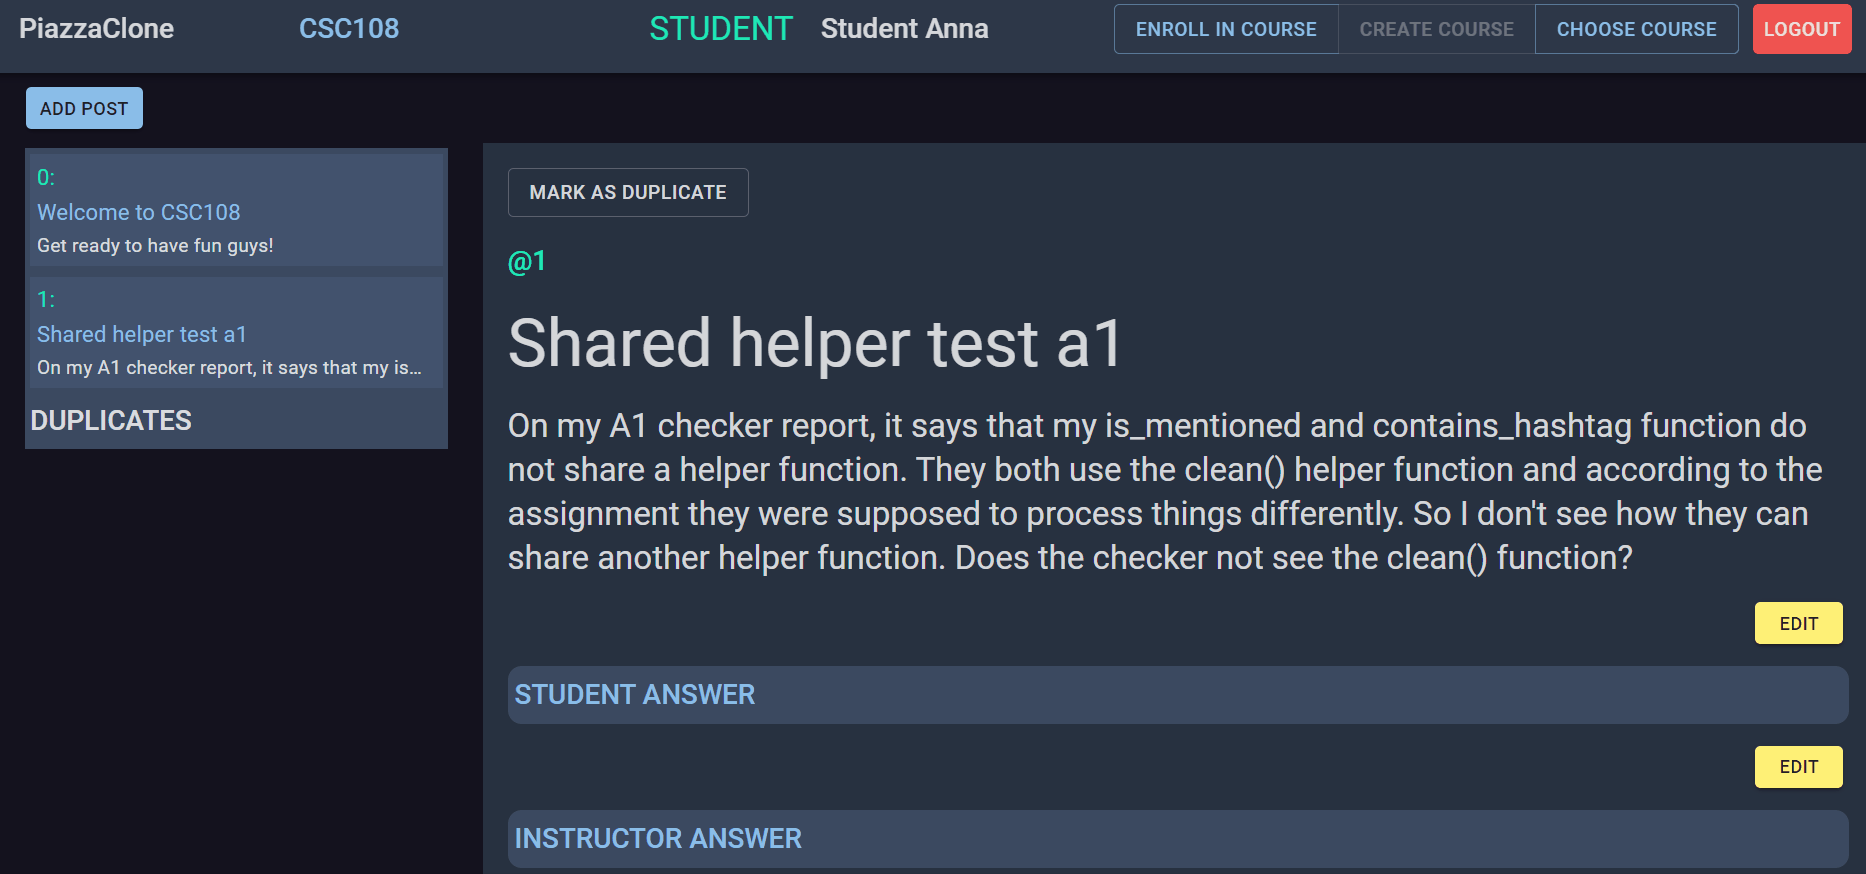 PiazzaClone CSC108 STUDENT Student Anna ENROLL IN COURSE CREATE COURSE CHOOSE COURSE LOGOUT
ADD POST
0:
Welcome to CSC108
Get ready to have fun guys!
1:
Shared helper test a1
On my A1 checker report, it says that my is...
DUPLICATES
MARK AS DUPLICATE
@1
Shared helper test a1
On my A1 checker report, it says that my is_mentioned and contains_hashtag function do
not share a helper function. They both use the clean() helper function and according to the
assignment they were supposed to process things differently. So I don't see how they can
share another helper function. Does the checker not see the clean() function?
EDIT
STUDENT ANSWER
EDIT
INSTRUCTOR ANSWER